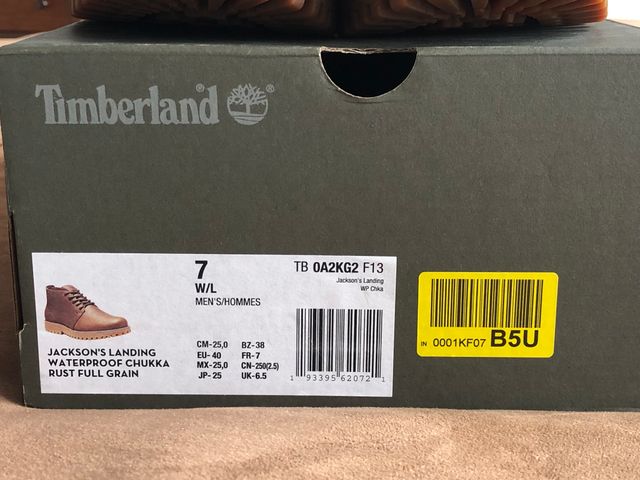 Timberland®
®
7
W/L
MEN'S/HOMMES
TB 0A2KG2 F13
Jackson's Landing
WP Chka
JACKSON'S LANDING
WATERPROOF CHUKKA
RUST FULL GRAIN
CM-25,0 BZ-38
EU- 40 FR-7
MX-25,0 CN-250(2.5)
JP- 25 UK-6.5
1 93395 62072 1
IN 0001KF07 B5U